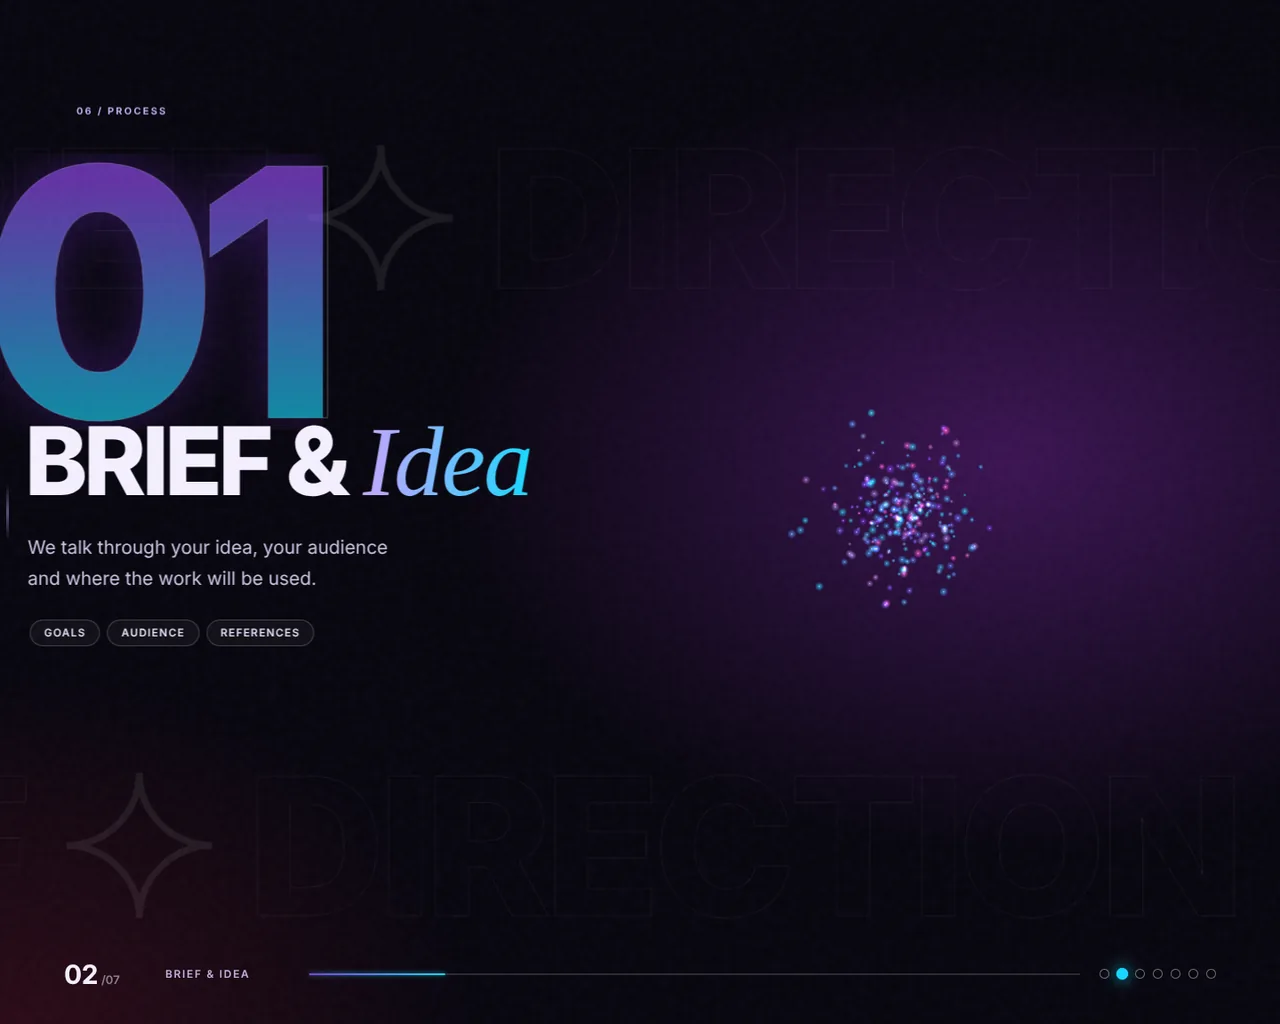 06 / PROCESS
01
DIRECTIO
BRIEF & Idea
We talk through your idea, your audience
and where the work will be used.
GOALS
AUDIENCE
REFERENCES
DIRECTION
02 /07
BRIEF & IDEA